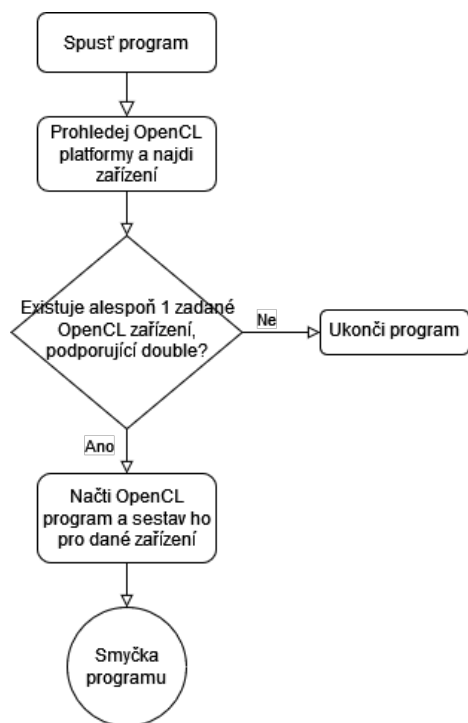 Spusť program
Prohledej OpenCL
platformy a najdi
zařízení
Existuje alespoň 1 zadané
OpenCL zařízení,
podporující double?
Ne
Ukonči program
Ano
Načti OpenCL
program a sestav ho
pro dané zařízení
Smyčka
programu